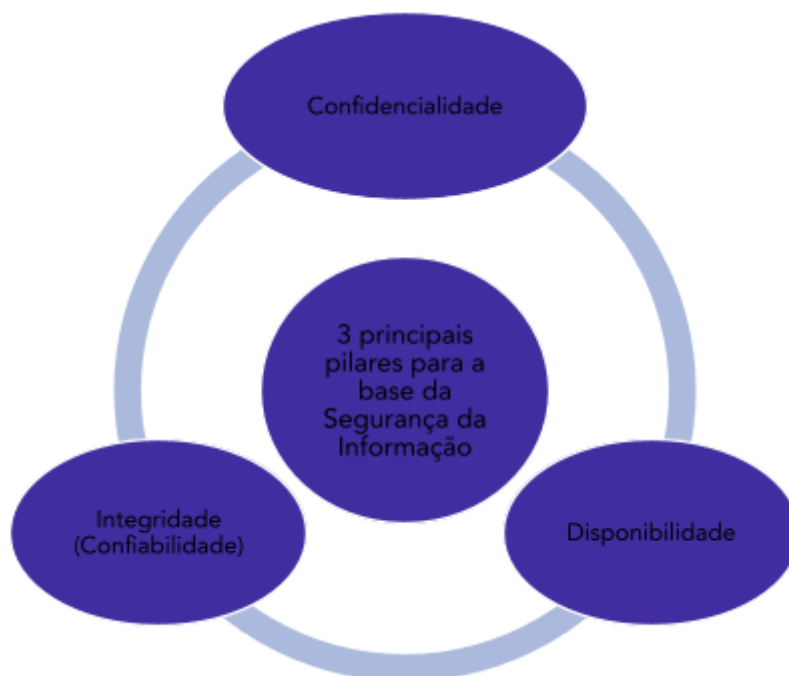 Confidencialidade
3 principais
pilares para a
base da
Segurança da
Informação
Integridade
(Confiabilidade)
Disponibilidade